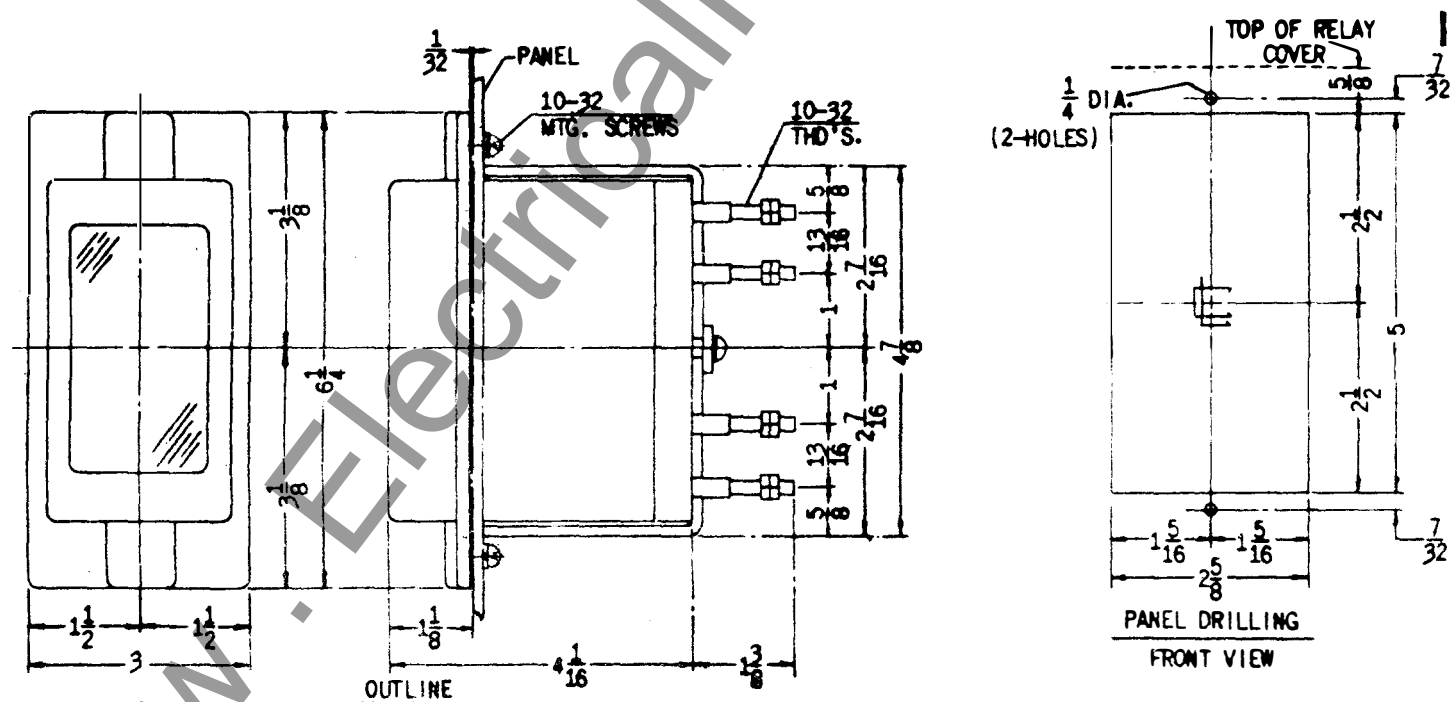 1/32
PANEL
10-32
MTG. SCREWS
10-32
THD'S.
3 1/8
6 1/4
3 1/8
5/8
13/16
1
2 7/16
4 7/8
1
2 7/16
13/16
5/8
1 1/2
1 1/2
3
1 1/8
4 1/16
1 3/8
OUTLINE
TOP OF RELAY
COVER
5/8
7/32
1/4 DIA.
(2-HOLES)
2 1/2
5
2 1/2
1 5/16
1 5/16
2 5/8
7/32
PANEL DRILLING
FRONT VIEW
w. Electrical